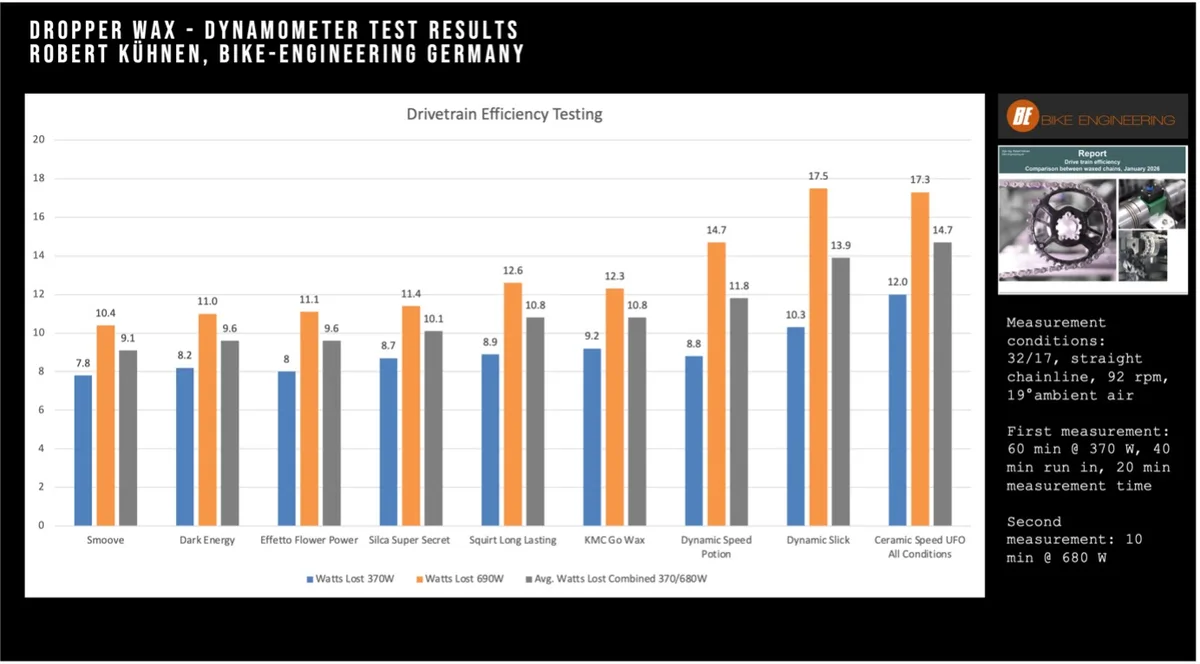 DROPPER WAX - DYNAMOMETER TEST RESULTS
ROBERT KÜHNEN, BIKE-ENGINEERING GERMANY
Drivetrain Efficiency Testing
20
18
16
14
12
10
8
6
4
2
0
7.8
10.4
9.1
8.2
11.0
9.6
8
11.1
9.6
8.7
11.4
10.1
8.9
12.6
10.8
9.2
12.3
10.8
8.8
14.7
11.8
10.3
17.5
13.9
12.0
17.3
14.7
Smoove
Dark Energy
Effetto Flower Power
Silca Super Secret
Squirt Long Lasting
KMC Go Wax
Dynamic Speed
Potion
Dynamic Slick
Ceramic Speed UFO
All Conditions
Watts Lost 370W
Watts Lost 690W
Avg. Watts Lost Combined 370/680W
BE BIKE ENGINEERING
Report
Drive train efficiency
Comparison between waxed chains, January 2026
Measurement
conditions:
32/17, straight
chainline, 92 rpm,
19°ambient air
First measurement:
60 min @ 370 W, 40
min run in, 20 min
measurement time
Second
measurement: 10
min @ 680 W